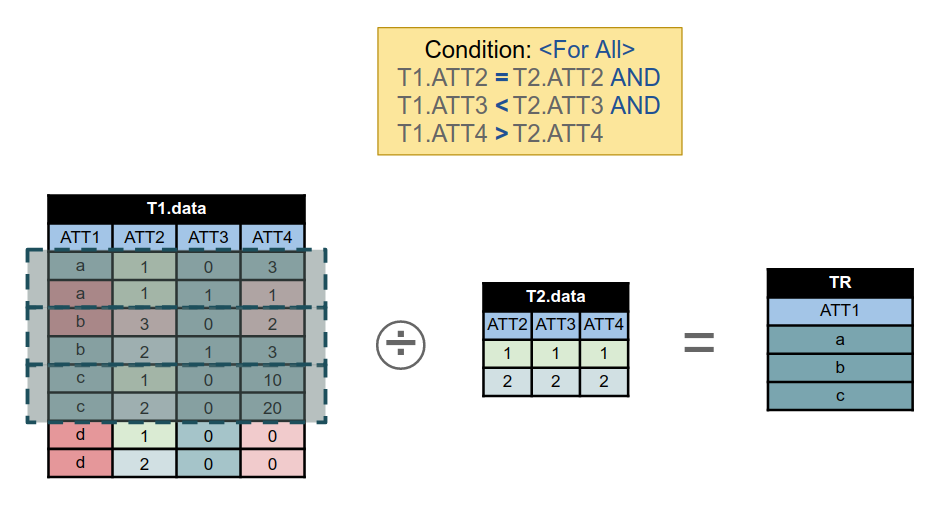 Condition: <For All>
T1.ATT2 = T2.ATT2 AND
T1.ATT3 < T2.ATT3 AND
T1.ATT4 > T2.ATT4
T1.data
ATT1 ATT2 ATT3 ATT4
a 1 0 3
a 1 1 1
b 3 0 2
b 2 1 3
c 1 0 10
c 2 0 20
d 1 0 0
d 2 0 0
÷
T2.data
ATT2 ATT3 ATT4
1 1 1
2 2 2
=
TR
ATT1
a
b
c